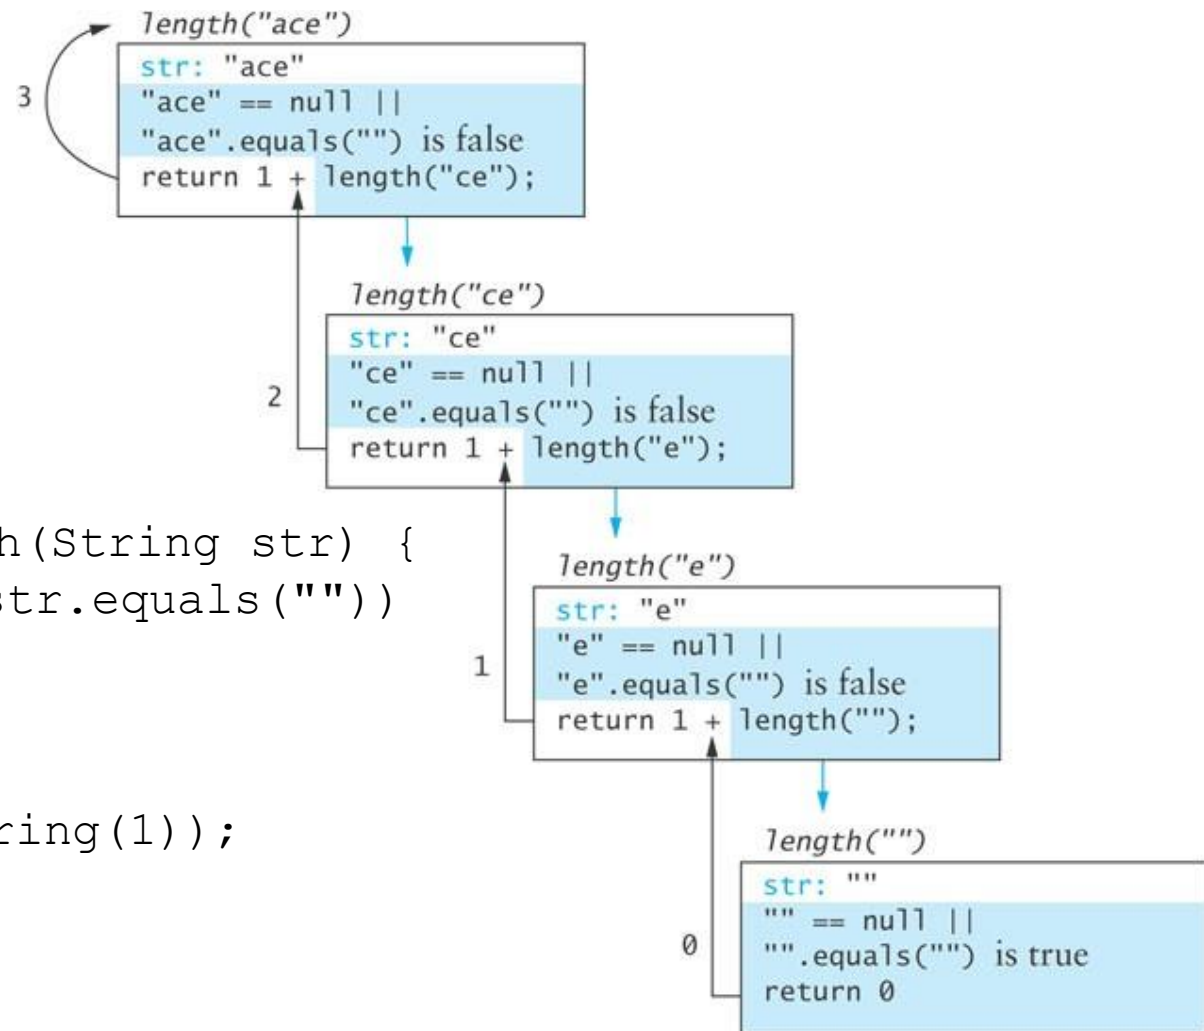 length("ace")
3
str: "ace"
"ace" == null ||
"ace".equals("") is false
return 1 + length("ce");
length("ce")
2
str: "ce"
"ce" == null ||
"ce".equals("") is false
return 1 + length("e");
h(String str) {
str.equals(""))
ring(1));
length("e")
1
str: "e"
"e" == null ||
"e".equals("") is false
return 1 + length("");
length("")
0
str: ""
"" == null ||
"".equals("") is true
return 0